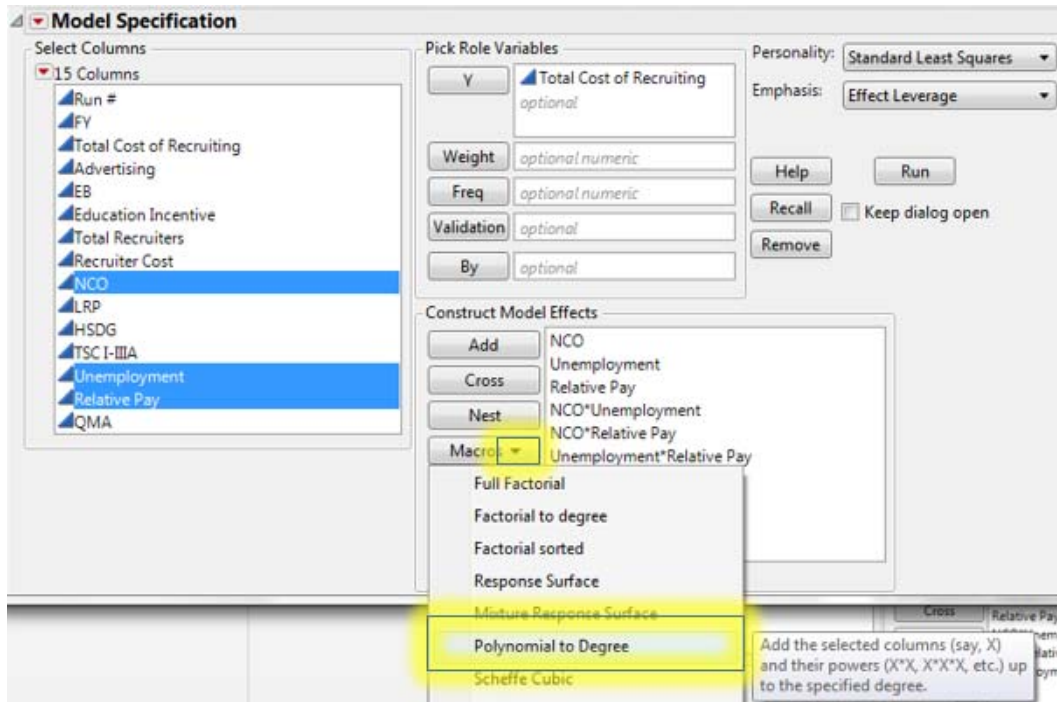 Model Specification
Select Columns
15 Columns
Run #
FY
Total Cost of Recruiting
Advertising
EB
Education Incentive
Total Recruiters
Recruiter Cost
NCO
LRP
HSDG
TSC I-IIIA
Unemployment
Relative Pay
QMA
Pick Role Variables
Y
Total Cost of Recruiting
optional
Weight
optional numeric
Freq
optional numeric
Validation
optional
By
optional
Personality:
Standard Least Squares
Emphasis:
Effect Leverage
Help
Run
Recall
Keep dialog open
Remove
Construct Model Effects
Add
Cross
Nest
Macros
NCO
Unemployment
Relative Pay
NCO*Unemployment
NCO*Relative Pay
Unemployment*Relative Pay
Full Factorial
Factorial to degree
Factorial sorted
Response Surface
Mixture Response Surface
Polynomial to Degree
Scheffe Cubic
Cross
Relative Pay
Add the selected columns (say, X)
and their powers (X*X, X*X*X, etc.) up
to the specified degree.